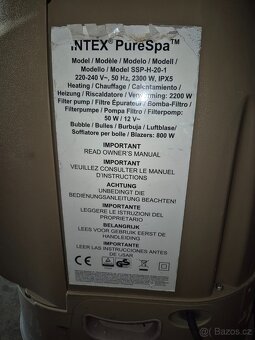 INTEX® PureSpa™
Model / Modèle / Modelo / Modell /
Modello / Model SSP-H-20-1
220-240 V~, 50 Hz, 2300 W, IPX5
Heating / Chauffage / Calentamiento /
Heizung / Riscaldatore / Verwarming: 2200 W
Filter pump / Filtre Épurateur / Bomba-Filtro /
Filterpumpe / Pompa Filtro / Filterpomp:
50 W / 12 V~
Bubble / Bulles / Burbuja / Luftblase/
Soffiatore per bolle / Blazers: 800 W
IMPORTANT
READ OWNER'S MANUAL
IMPORTANT
VEUILLEZ CONSULTER LE MANUEL
D'INSTRUCTIONS
ACHTUNG
UNBEDINGT DIE
BEDIENUNGSANLEITUNG BEACHTEN!
IMPORTANTE
LEGGERE LE ISTRUZIONI DEL
PROPRIETARIO
BELANGRIJK
LEES VOOR GEBRUIK EERST DE
HANDLEIDING
IMPORTANTE
LEER LAS INSTRUCCIONES ANTES
DE USAR
CE
GS
bazos.cz